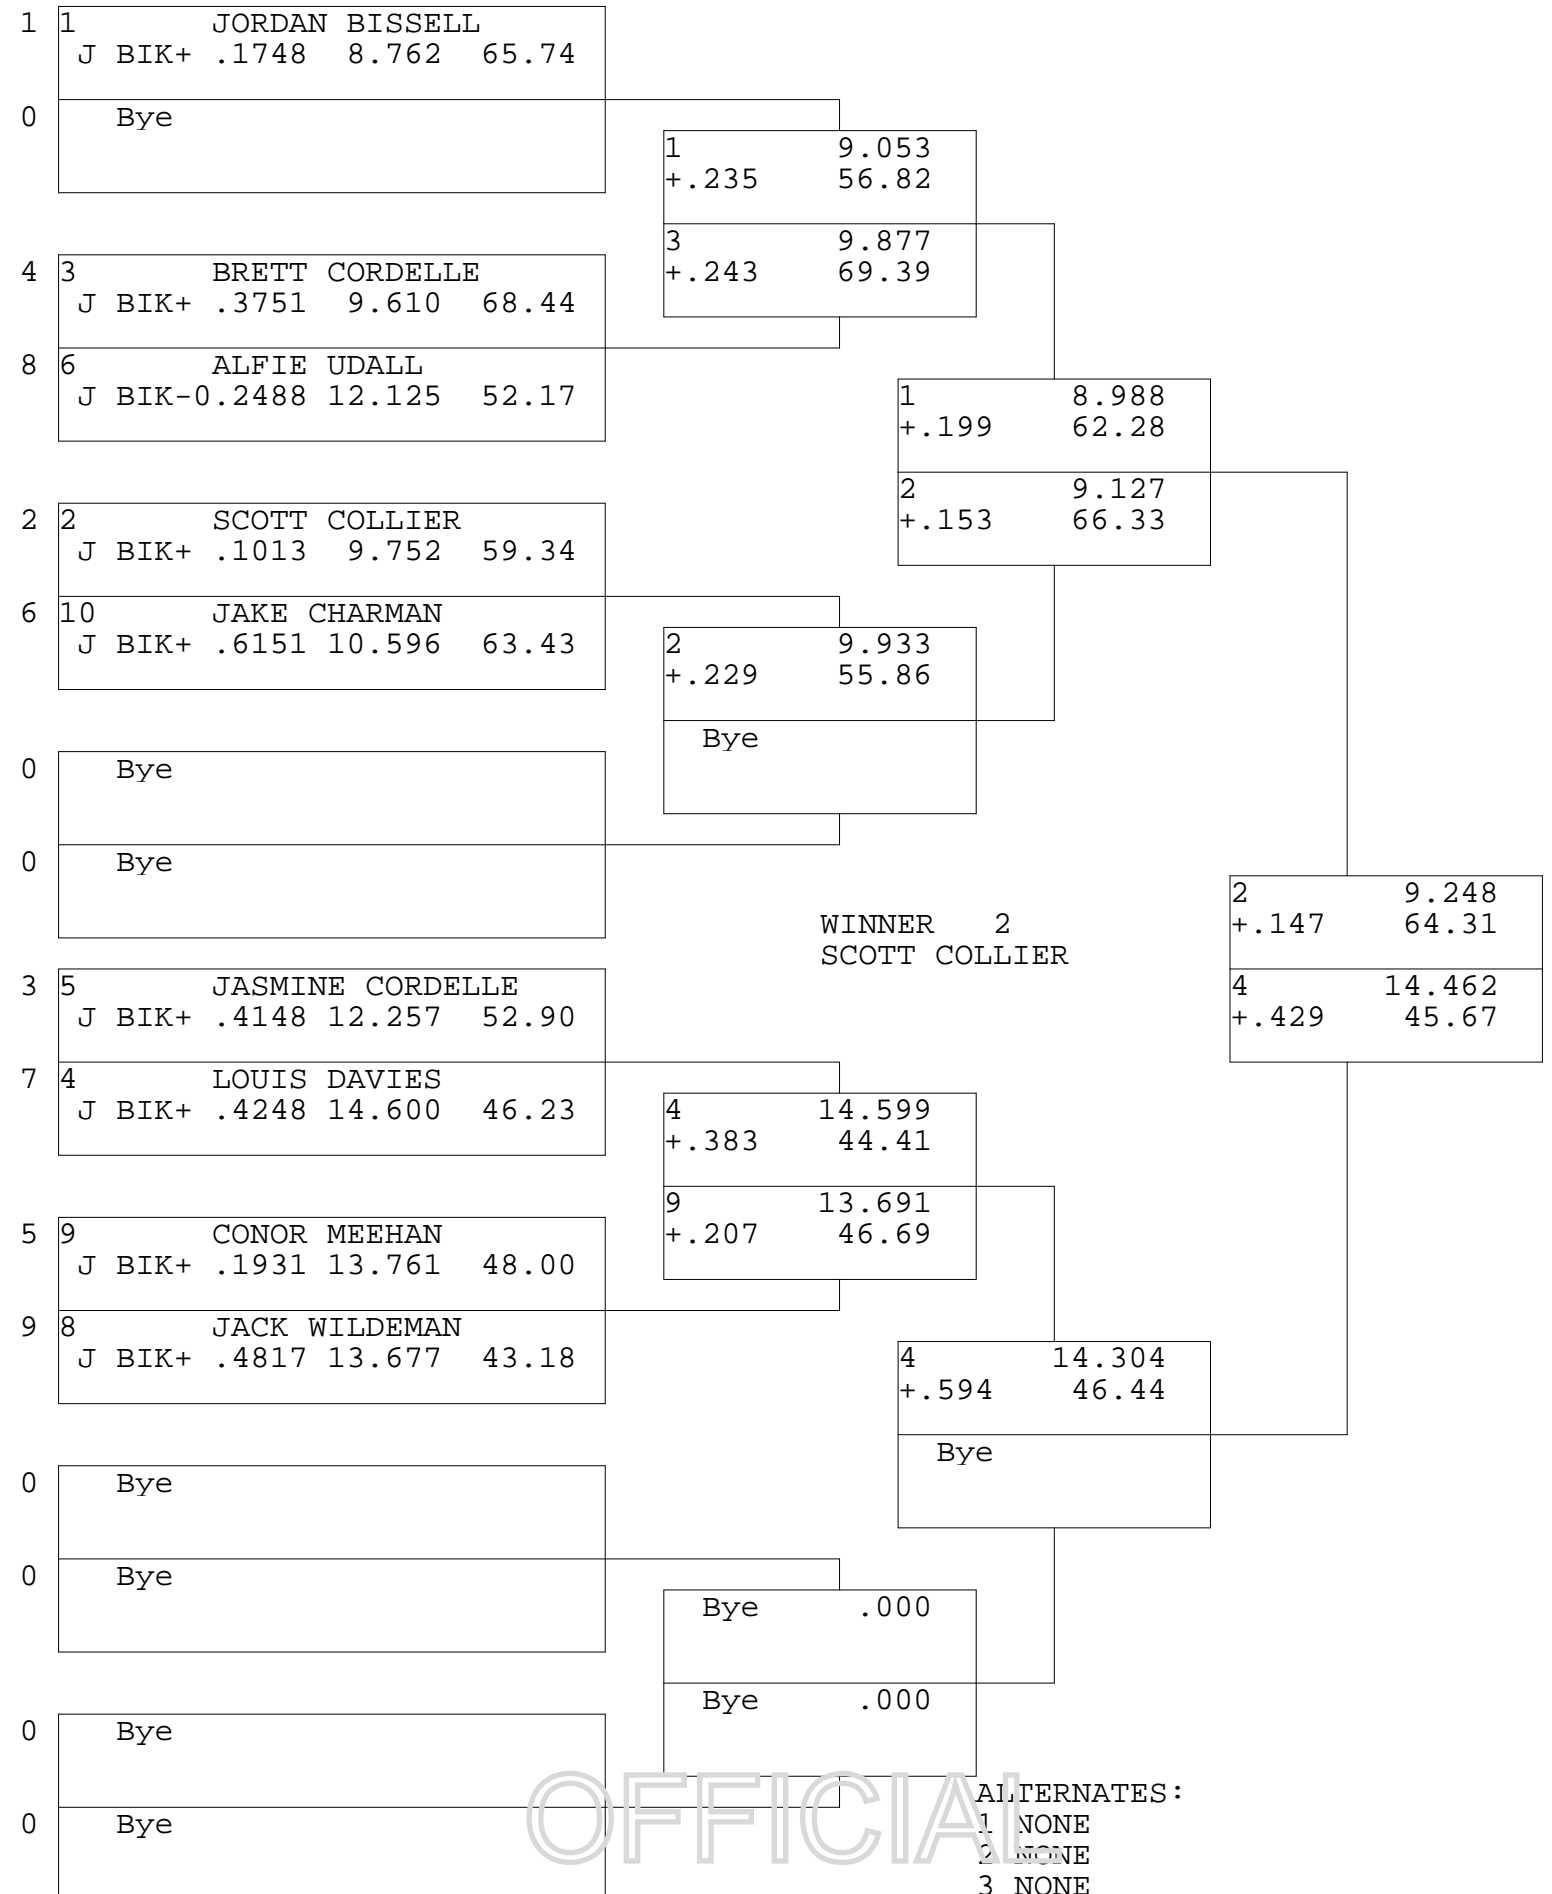 1 1 JORDAN BISSELL
J BIK+ .1748 8.762 65.74
0 Bye
1 9.053
+.235 56.82
3 9.877
+.243 69.39
4 3 BRETT CORDELLE
J BIK+ .3751 9.610 68.44
8 6 ALFIE UDALL
J BIK-0.2488 12.125 52.17
1 8.988
+.199 62.28
2 9.127
+.153 66.33
2 2 SCOTT COLLIER
J BIK+ .1013 9.752 59.34
6 10 JAKE CHARMAN
J BIK+ .6151 10.596 63.43
2 9.933
+.229 55.86
Bye
0 Bye
0 Bye
WINNER 2
SCOTT COLLIER
2 9.248
+.147 64.31
4 14.462
+.429 45.67
3 5 JASMINE CORDELLE
J BIK+ .4148 12.257 52.90
7 4 LOUIS DAVIES
J BIK+ .4248 14.600 46.23
4 14.599
+.383 44.41
9 13.691
+.207 46.69
5 9 CONOR MEEHAN
J BIK+ .1931 13.761 48.00
9 8 JACK WILDEMAN
J BIK+ .4817 13.677 43.18
4 14.304
+.594 46.44
Bye
0 Bye
0 Bye
Bye .000
Bye .000
0 Bye
0 Bye
OFFICIAL
ALTERNATES:
1 NONE
2 NONE
3 NONE